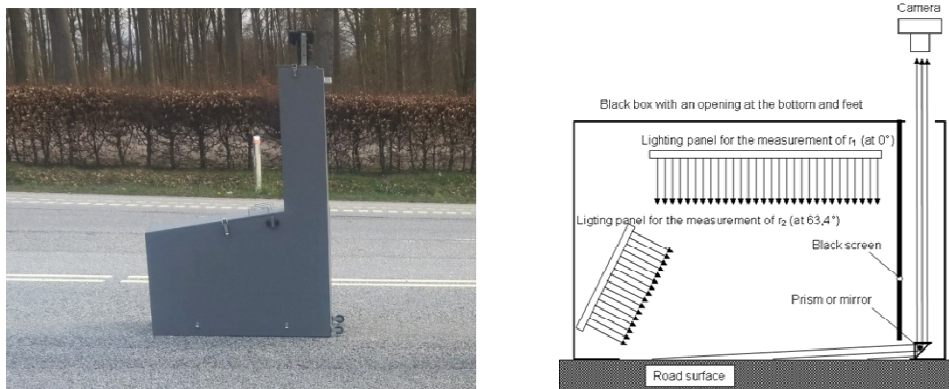 Camera
Black box with an opening at the bottom and feet
Lighting panel for the measurement of r₁ (at 0°)
Ligting panel for the measurement of r₂ (at 63,4°)
Black screen
Prism or mirror
Road surface